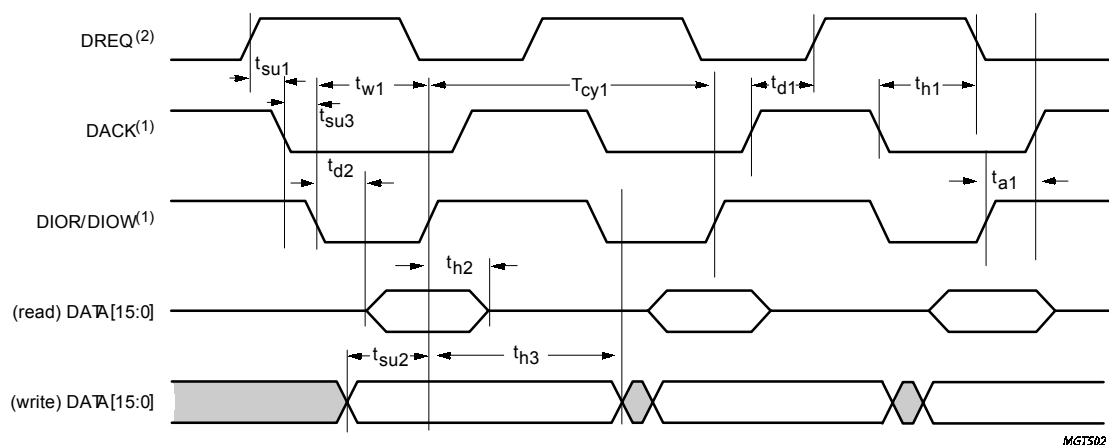 DREQ(2)
tsu1
tw1
Tcy1
td1
th1
tsu3
DACK(1)
td2
ta1
DIOR/DIOW(1)
th2
(read) DATA[15:0]
tsu2
th3
(write) DATA[15:0]
MGT502